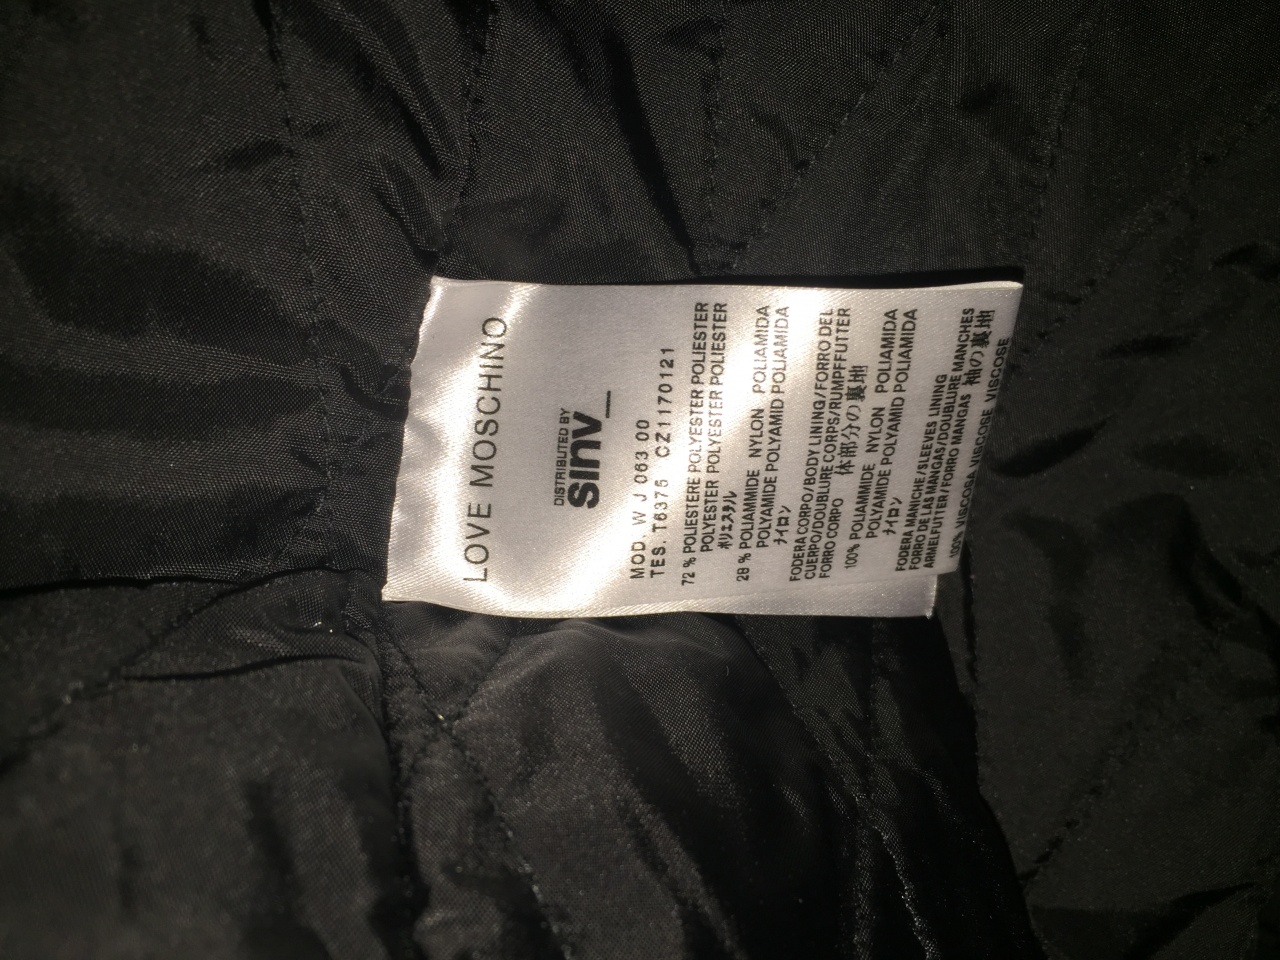 LOVE MOSCHINO
DISTRIBUTED BY
sinv_
MOD. W J 063 00
TES. T6375 CZ1170121
72 % POLIESTERE POLYESTER POLIESTER
POLYESTER POLYESTER POLIESTER
ポリエステル
28 % POLIAMMIDE NYLON POLIAMIDA
POLYAMIDE POLYAMID POLIAMIDA
ナイロン
FODERA CORPO/BODY LINING/FORRO DEL
CUERPO/DOUBLURE CORPS/RUMPFFUTTER
FORRO CORPO 体部分の裏地
100% POLIAMMIDE NYLON POLIAMIDA
POLYAMIDE POLYAMID POLIAMIDA
ナイロン
FODERA MANICHE/SLEEVES LINING
FORRO DE LAS MANGAS/DOUBLURE MANCHES
ARMELFUTTER/FORRO MANGAS 袖の裏地
100% VISCOSA VISCOSE VISCOSE